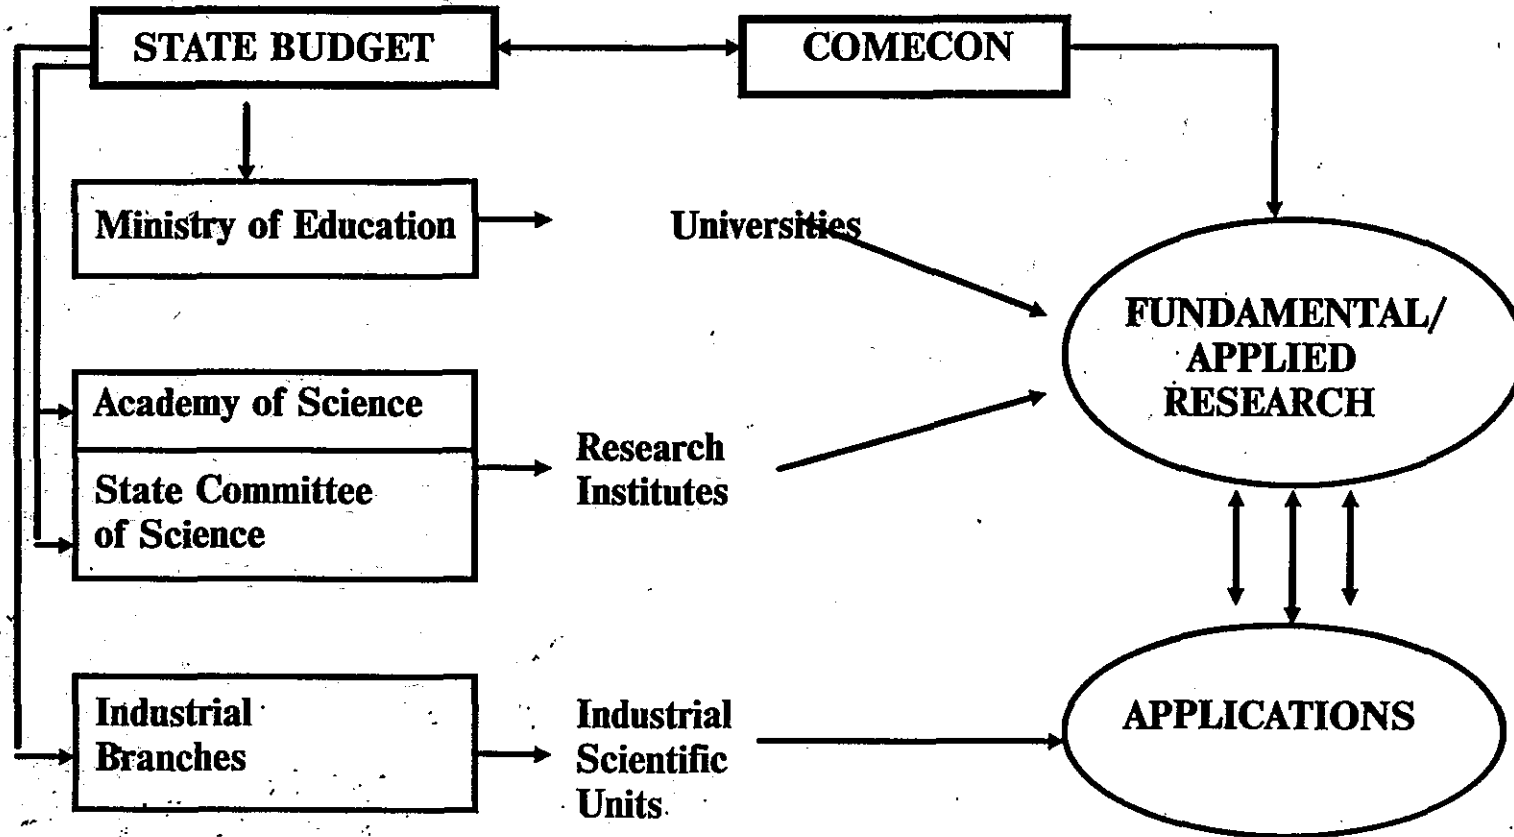 STATE BUDGET
COMECON
Ministry of Education
Universities
FUNDAMENTAL/
APPLIED
RESEARCH
Academy of Science
State Committee
of Science
Research
Institutes
Industrial
Branches
Industrial
Scientific
Units
APPLICATIONS